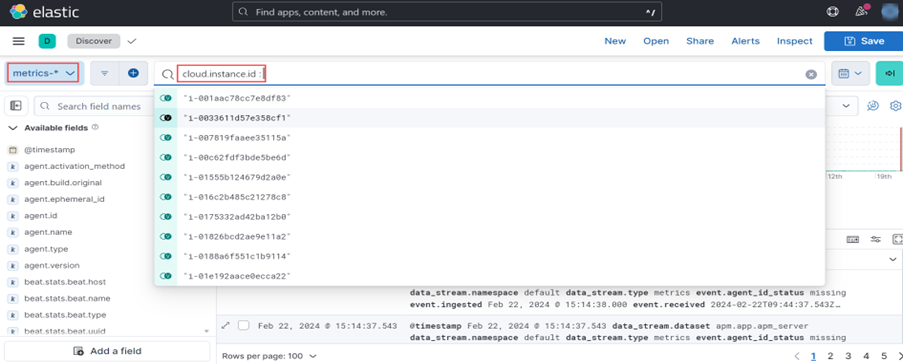 elastic
Find apps, content, and more.
^/
D
Discover
New
Open
Share
Alerts
Inspect
Save
metrics-*
cloud.instance.id :
Search field names
Available fields
@timestamp
agent.activation_method
agent.build.original
agent.ephemeral_id
agent.id
agent.name
agent.type
agent.version
beat.stats.beat.host
beat.stats.beat.name
beat.stats.beat.type
beat.stats.beat.uuid
Add a field
"i-001aac78cc7e8df83"
"i-0033611d57e358cf1"
"i-007819faaee35115a"
"i-00c62fdf3bde5be6d"
"i-01555b124679d2a0e"
"i-016c2b485c21278c8"
"i-0175332ad42ba12b0"
"i-01826bcd2ae9e11a2"
"i-0188a6f551c1b9114"
"i-01e192aace0ecca22"
12th
19th
data_stream.namespace default data_stream.type metrics event.agent_id_status missing
event.ingested Feb 22, 2024 @ 15:14:38.000 event.received 2024-02-22T09:44:37.543Z…
Feb 22, 2024 @ 15:14:37.543
@timestamp Feb 22, 2024 @ 15:14:37.543 data_stream.dataset apm.app.apm_server
data_stream.namespace default data_stream.type metrics event.agent_id_status missing
Rows per page: 100
1 2 3 4 5